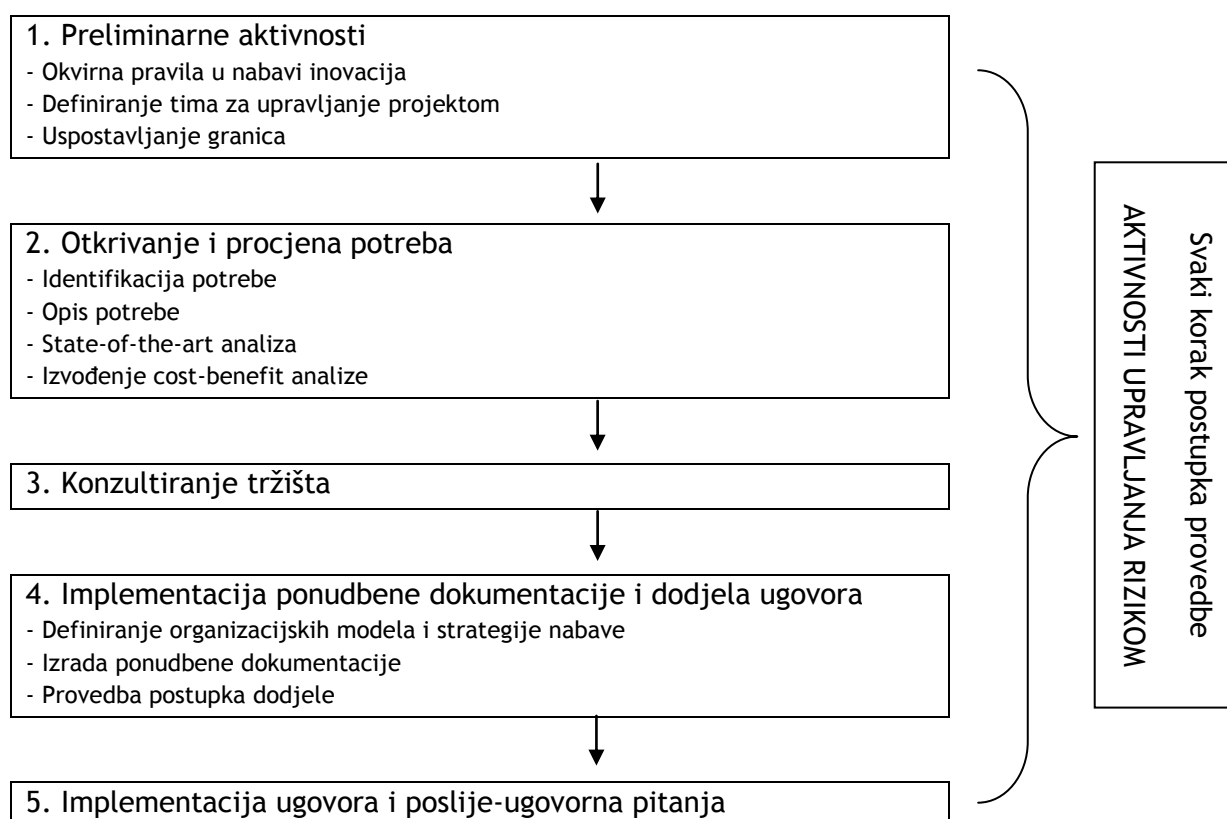 1. Preliminarne aktivnosti
- Okvirna pravila u nabavi inovacija
- Definiranje tima za upravljanje projektom
- Uspostavljanje granica
2. Otkrivanje i procjena potreba
- Identifikacija potrebe
- Opis potrebe
- State-of-the-art analiza
- Izvođenje cost-benefit analize
3. Konzultiranje tržišta
4. Implementacija ponudbene dokumentacije i dodjela ugovora
- Definiranje organizacijskih modela i strategije nabave
- Izrada ponudbene dokumentacije
- Provedba postupka dodjele
5. Implementacija ugovora i poslije-ugovorna pitanja
Svaki korak postupka provedbe
AKTIVNOSTI UPRAVLJANJA RIZIKOM